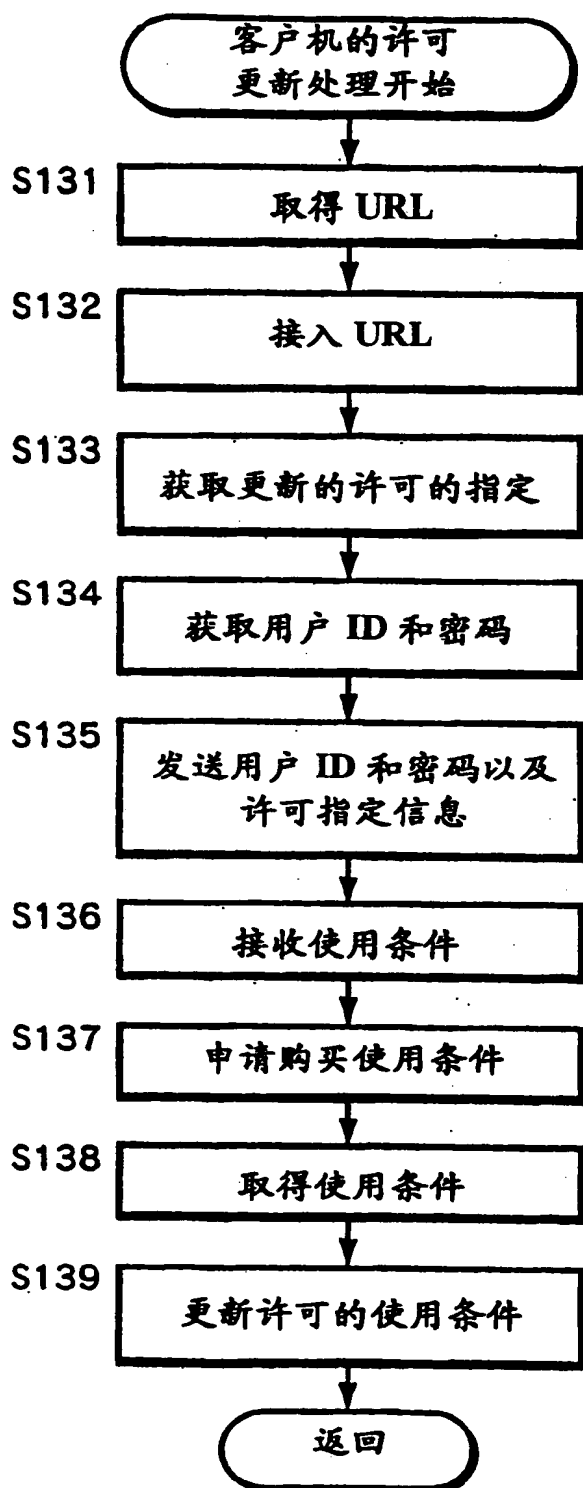 客户机的许可
更新处理开始
S131
取得 URL
S132
接入 URL
S133
获取更新的许可的指定
S134
获取用户 ID 和密码
S135
发送用户 ID 和密码以及
许可指定信息
S136
接收使用条件
S137
申请购买使用条件
S138
取得使用条件
S139
更新许可的使用条件
返回